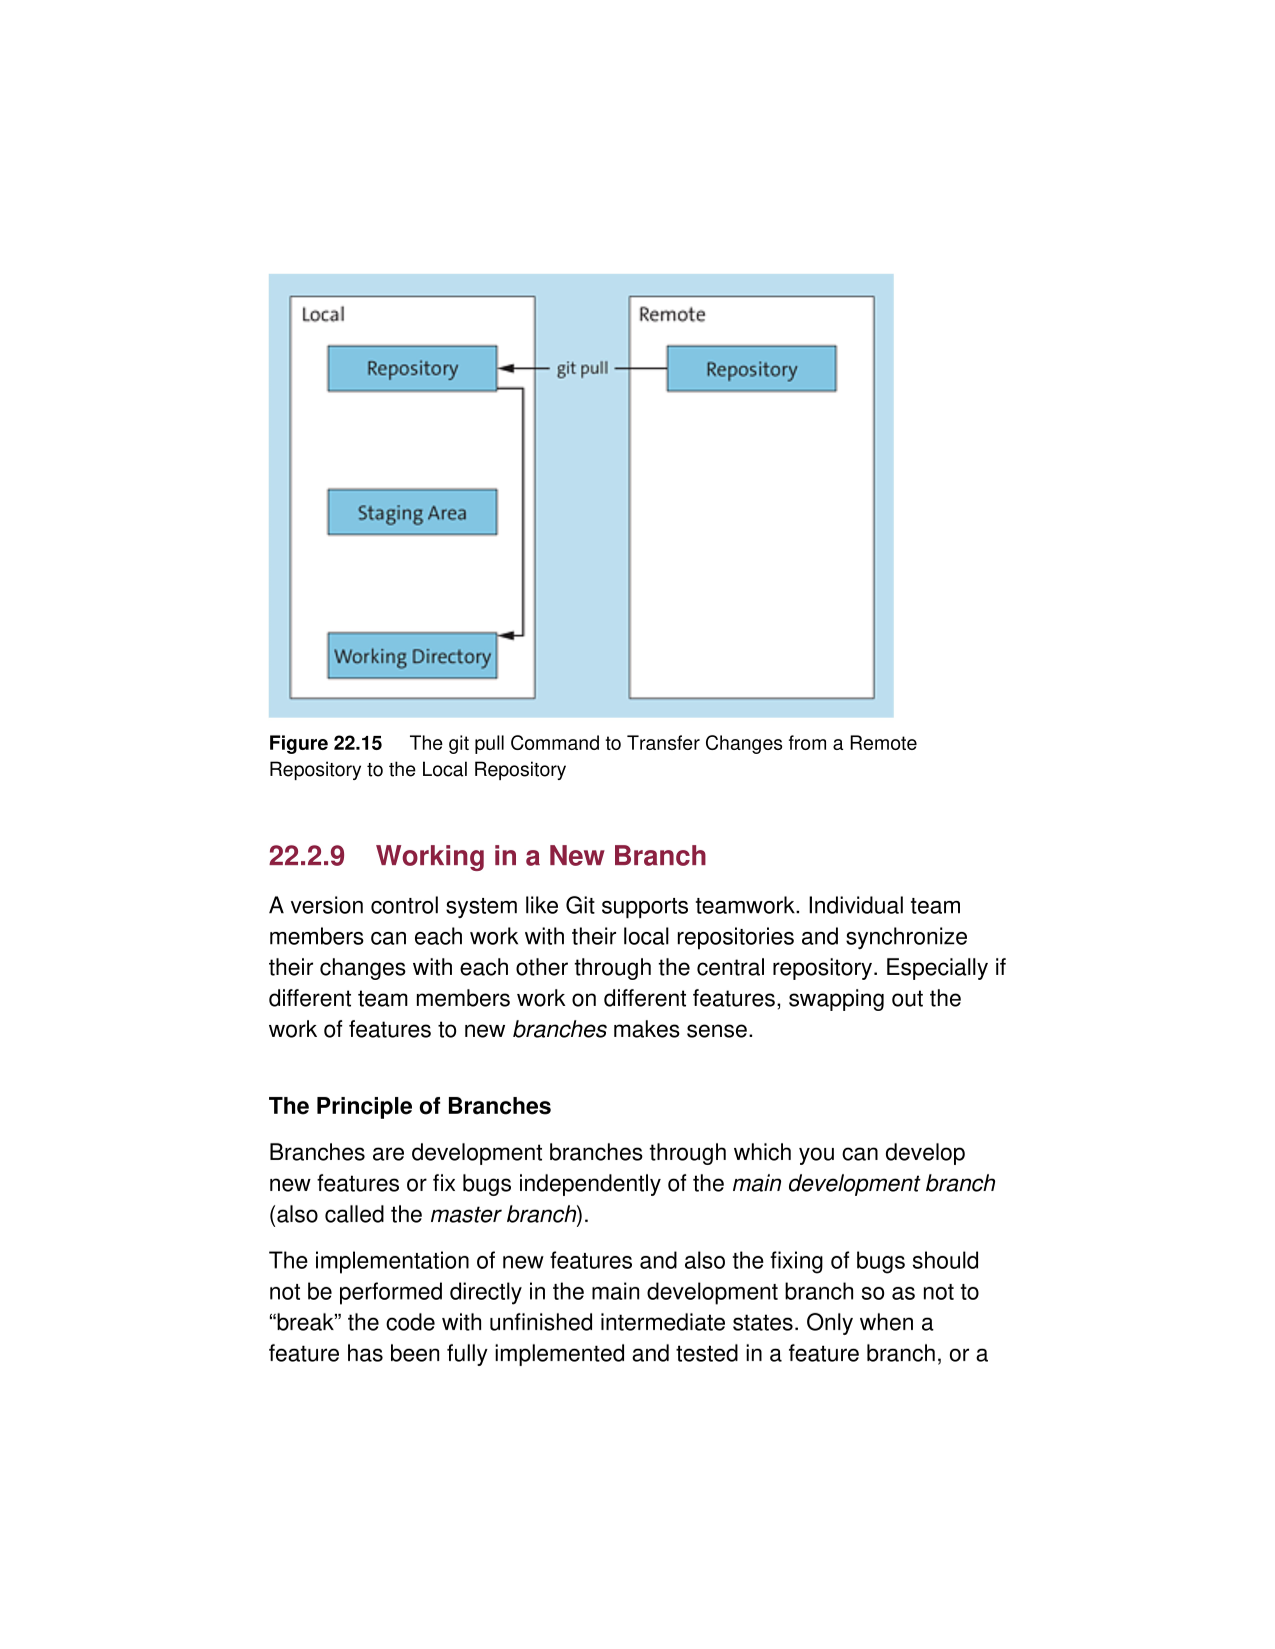 Local
Remote
Repository
git pull
Repository
Staging Area
Working Directory
Figure 22.15 The git pull Command to Transfer Changes from a Remote
Repository to the Local Repository
22.2.9 Working in a New Branch
A version control system like Git supports teamwork. Individual team
members can each work with their local repositories and synchronize
their changes with each other through the central repository. Especially if
different team members work on different features, swapping out the
work of features to new branches makes sense.
The Principle of Branches
Branches are development branches through which you can develop
new features or fix bugs independently of the main development branch
(also called the master branch).
The implementation of new features and also the fixing of bugs should
not be performed directly in the main development branch so as not to
“break” the code with unfinished intermediate states. Only when a
feature has been fully implemented and tested in a feature branch, or a